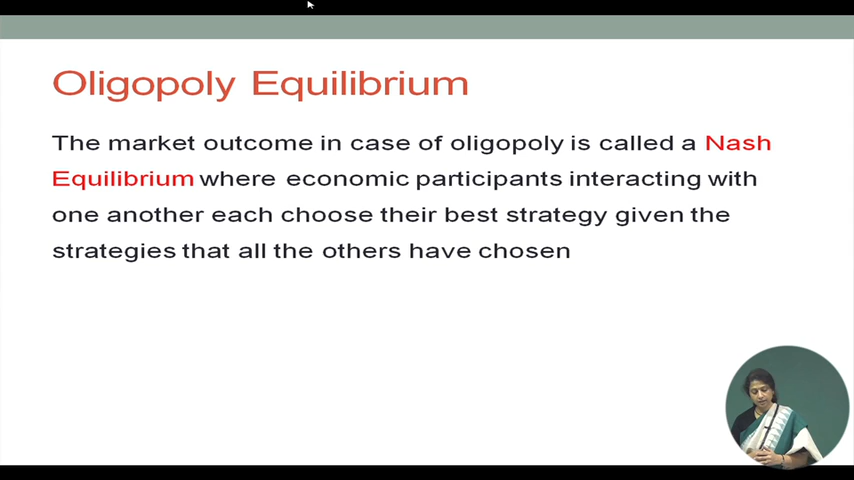 Oligopoly Equilibrium
The market outcome in case of oligopoly is called a Nash
Equilibrium where economic participants interacting with
one another each choose their best strategy given the
strategies that all the others have chosen